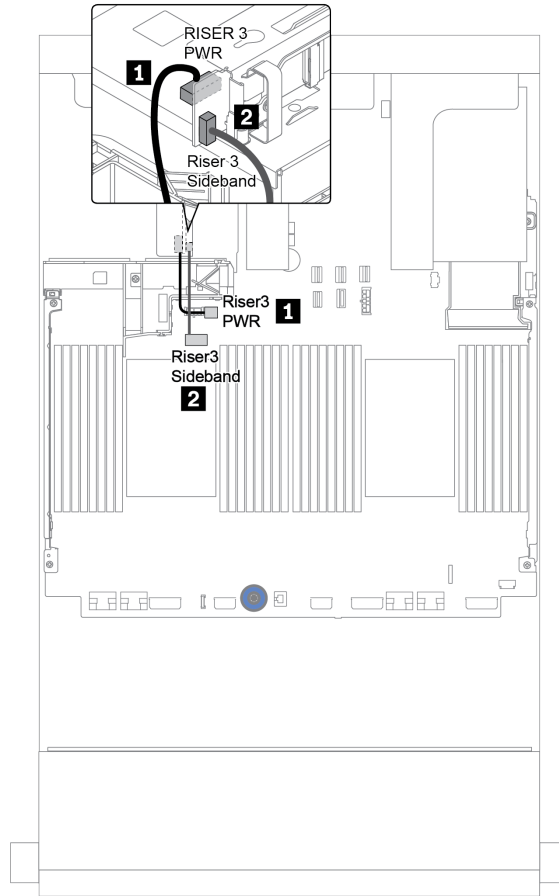 RISER 3
PWR
1
2
Riser 3
Sideband
Riser3
PWR
1
Riser3
Sideband
2